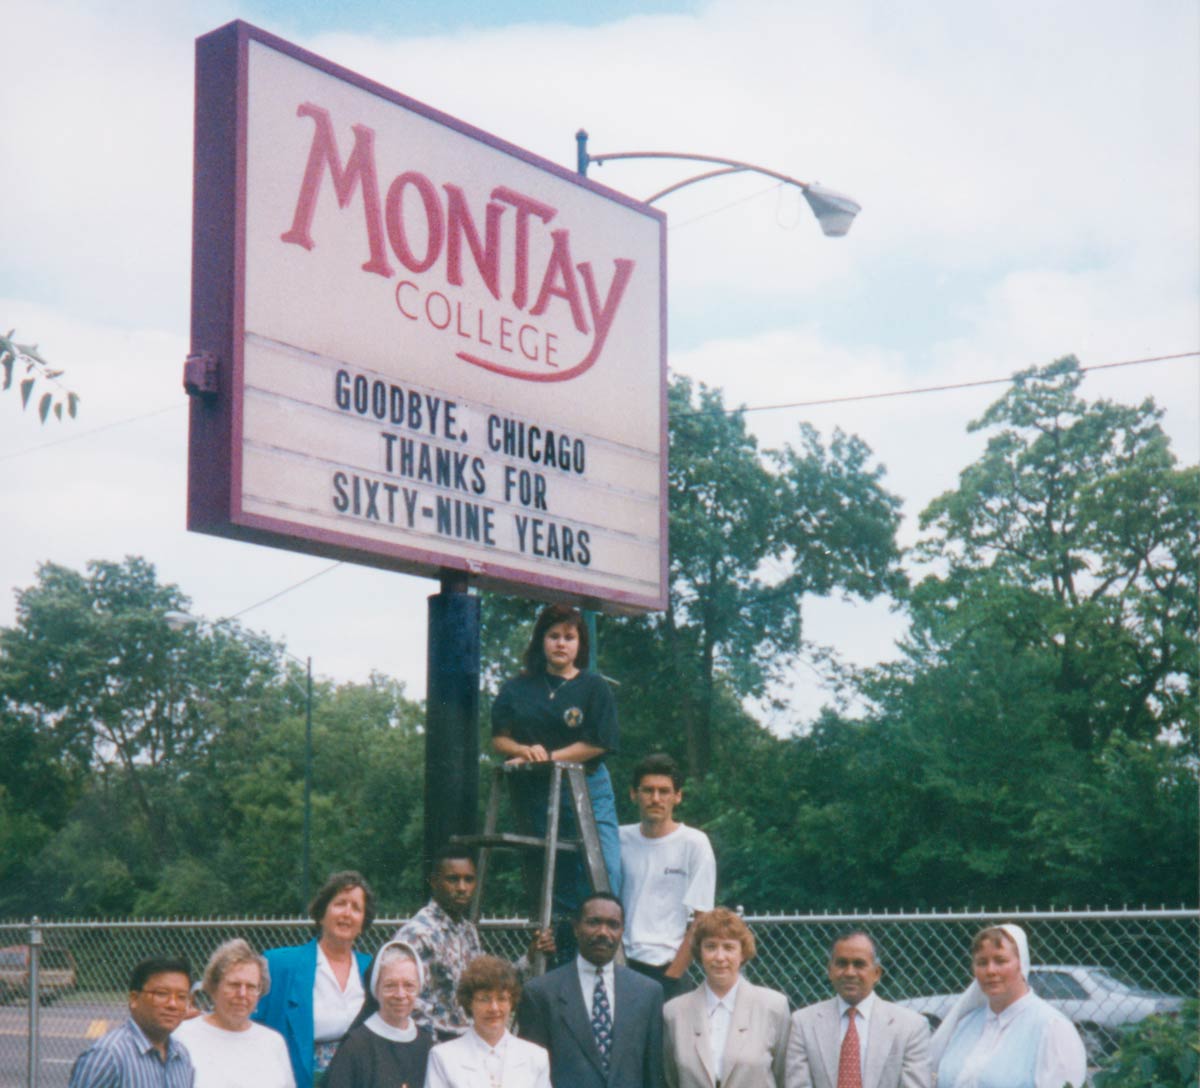 MONTAY
COLLEGE
GOODBYE, CHICAGO
THANKS FOR
SIXTY-NINE YEARS